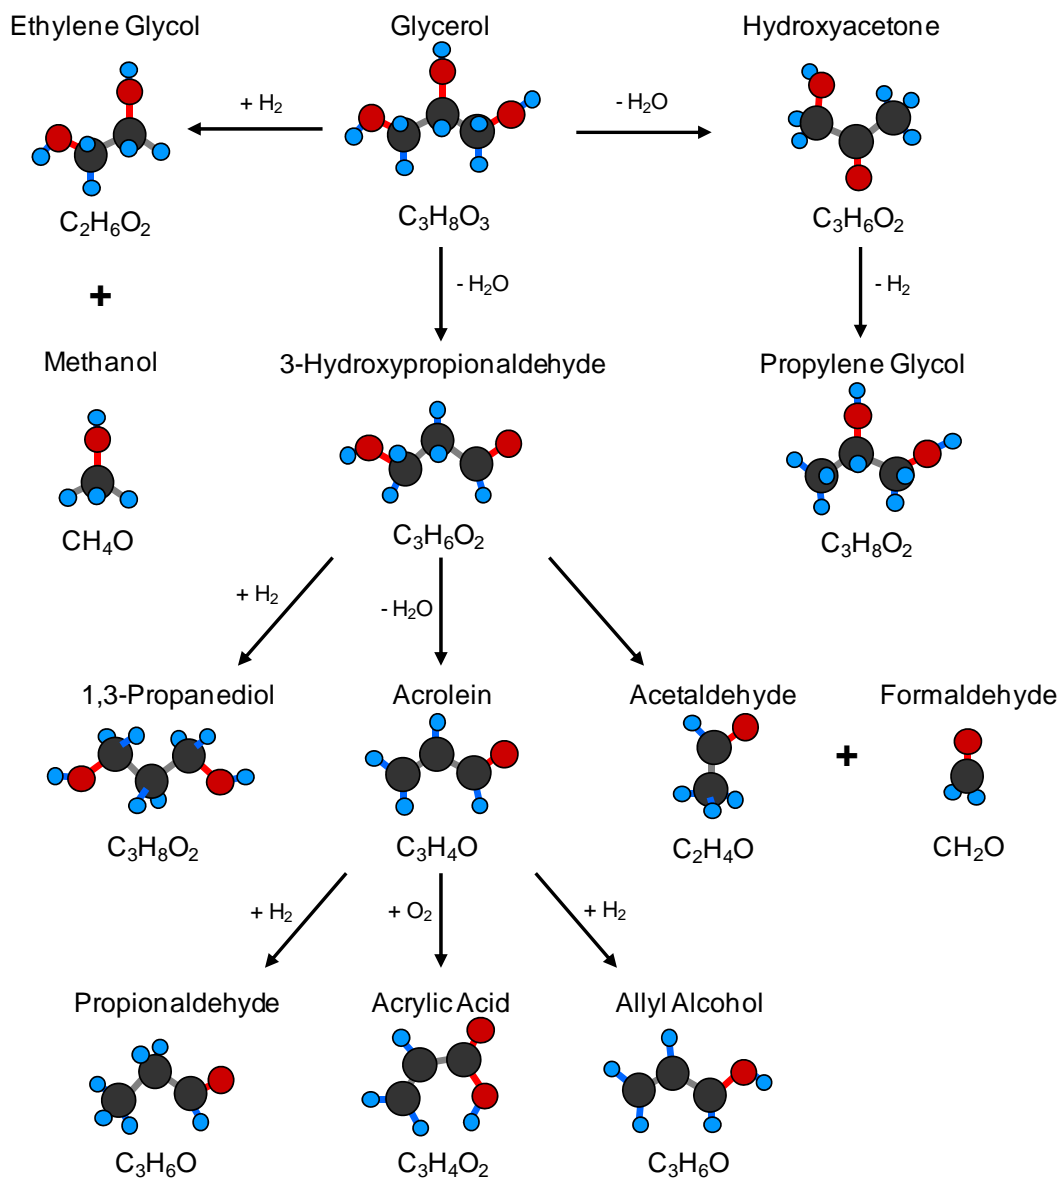 Ethylene Glycol
Glycerol
Hydroxyacetone
+ H₂
- H₂O
C₂H₆O₂
C₃H₈O₃
C₃H₆O₂
- H₂O
- H₂
+
Methanol
3-Hydroxypropionaldehyde
Propylene Glycol
CH₄O
C₃H₆O₂
C₃H₈O₂
+ H₂
- H₂O
1,3-Propanediol
Acrolein
Acetaldehyde
Formaldehyde
+
C₃H₈O₂
C₃H₄O
C₂H₄O
CH₂O
+ H₂
+ O₂
+ H₂
Propionaldehyde
Acrylic Acid
Allyl Alcohol
C₃H₆O
C₃H₄O₂
C₃H₆O